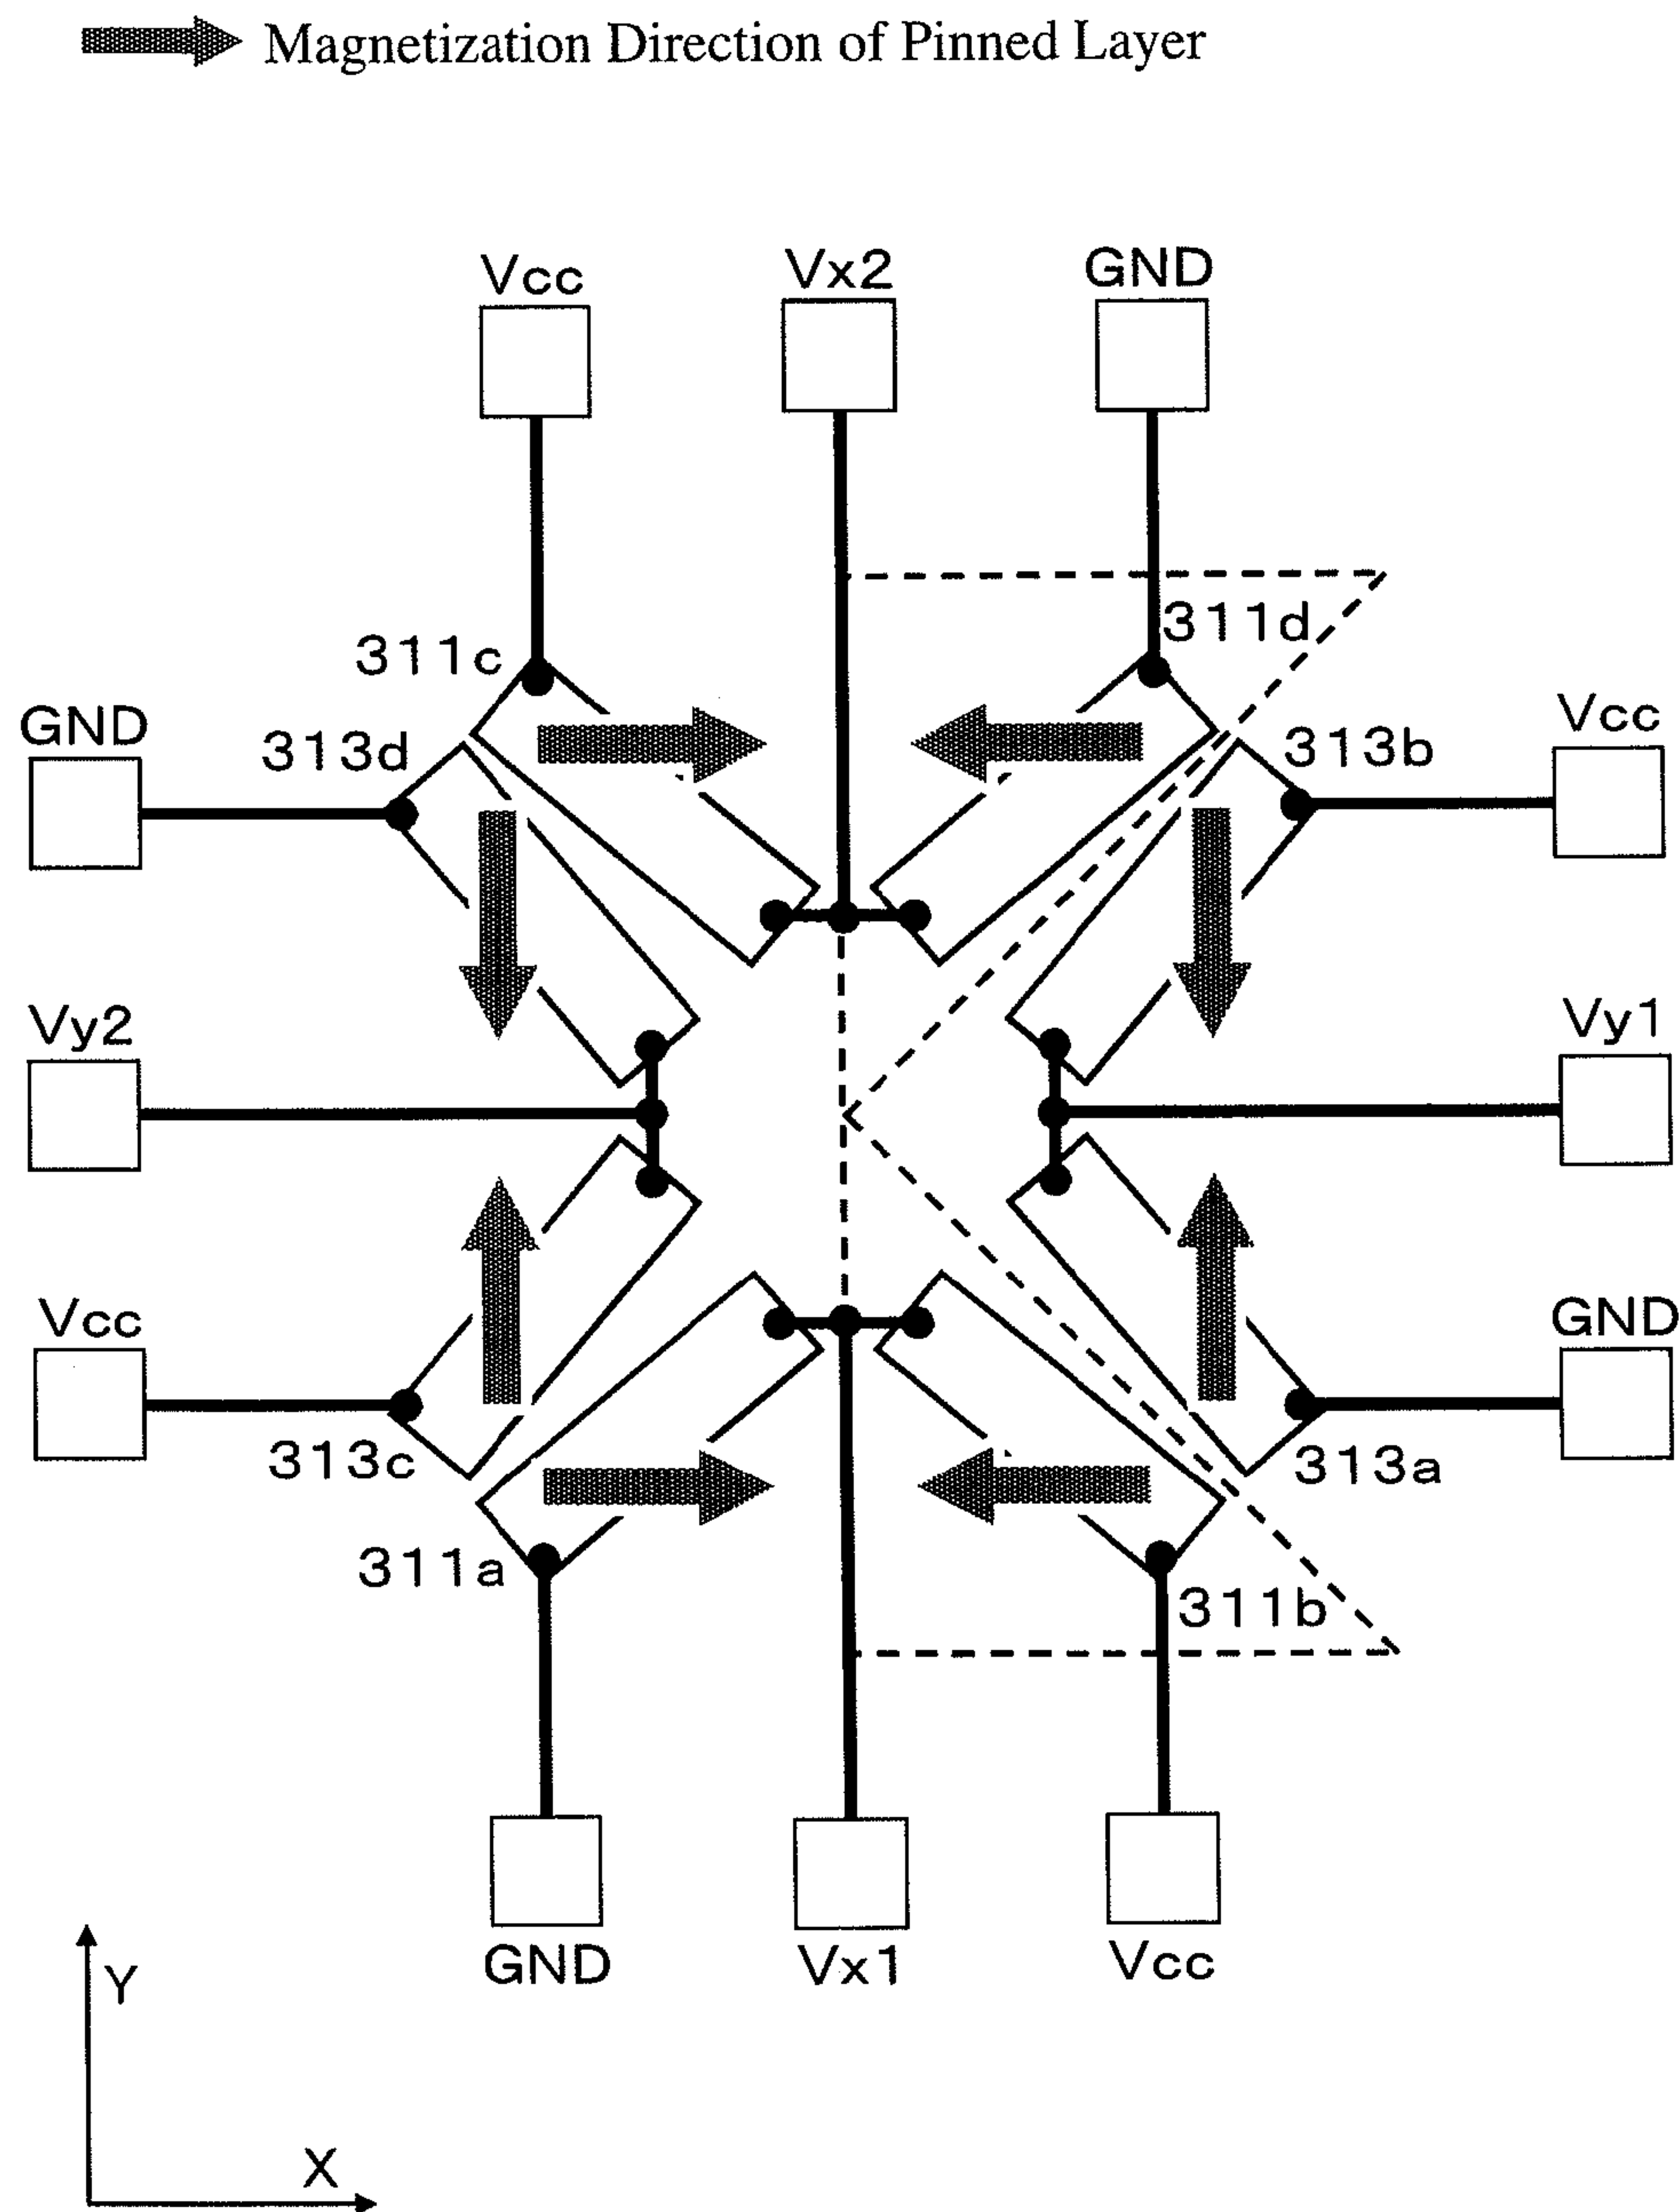 Magnetization Direction of Pinned Layer
Vcc
Vx2
GND
311c
311d
GND
313d
313b
Vcc
Vy2
Vy1
Vcc
GND
313c
313a
311a
311b
GND
Vx1
Vcc
Y
X